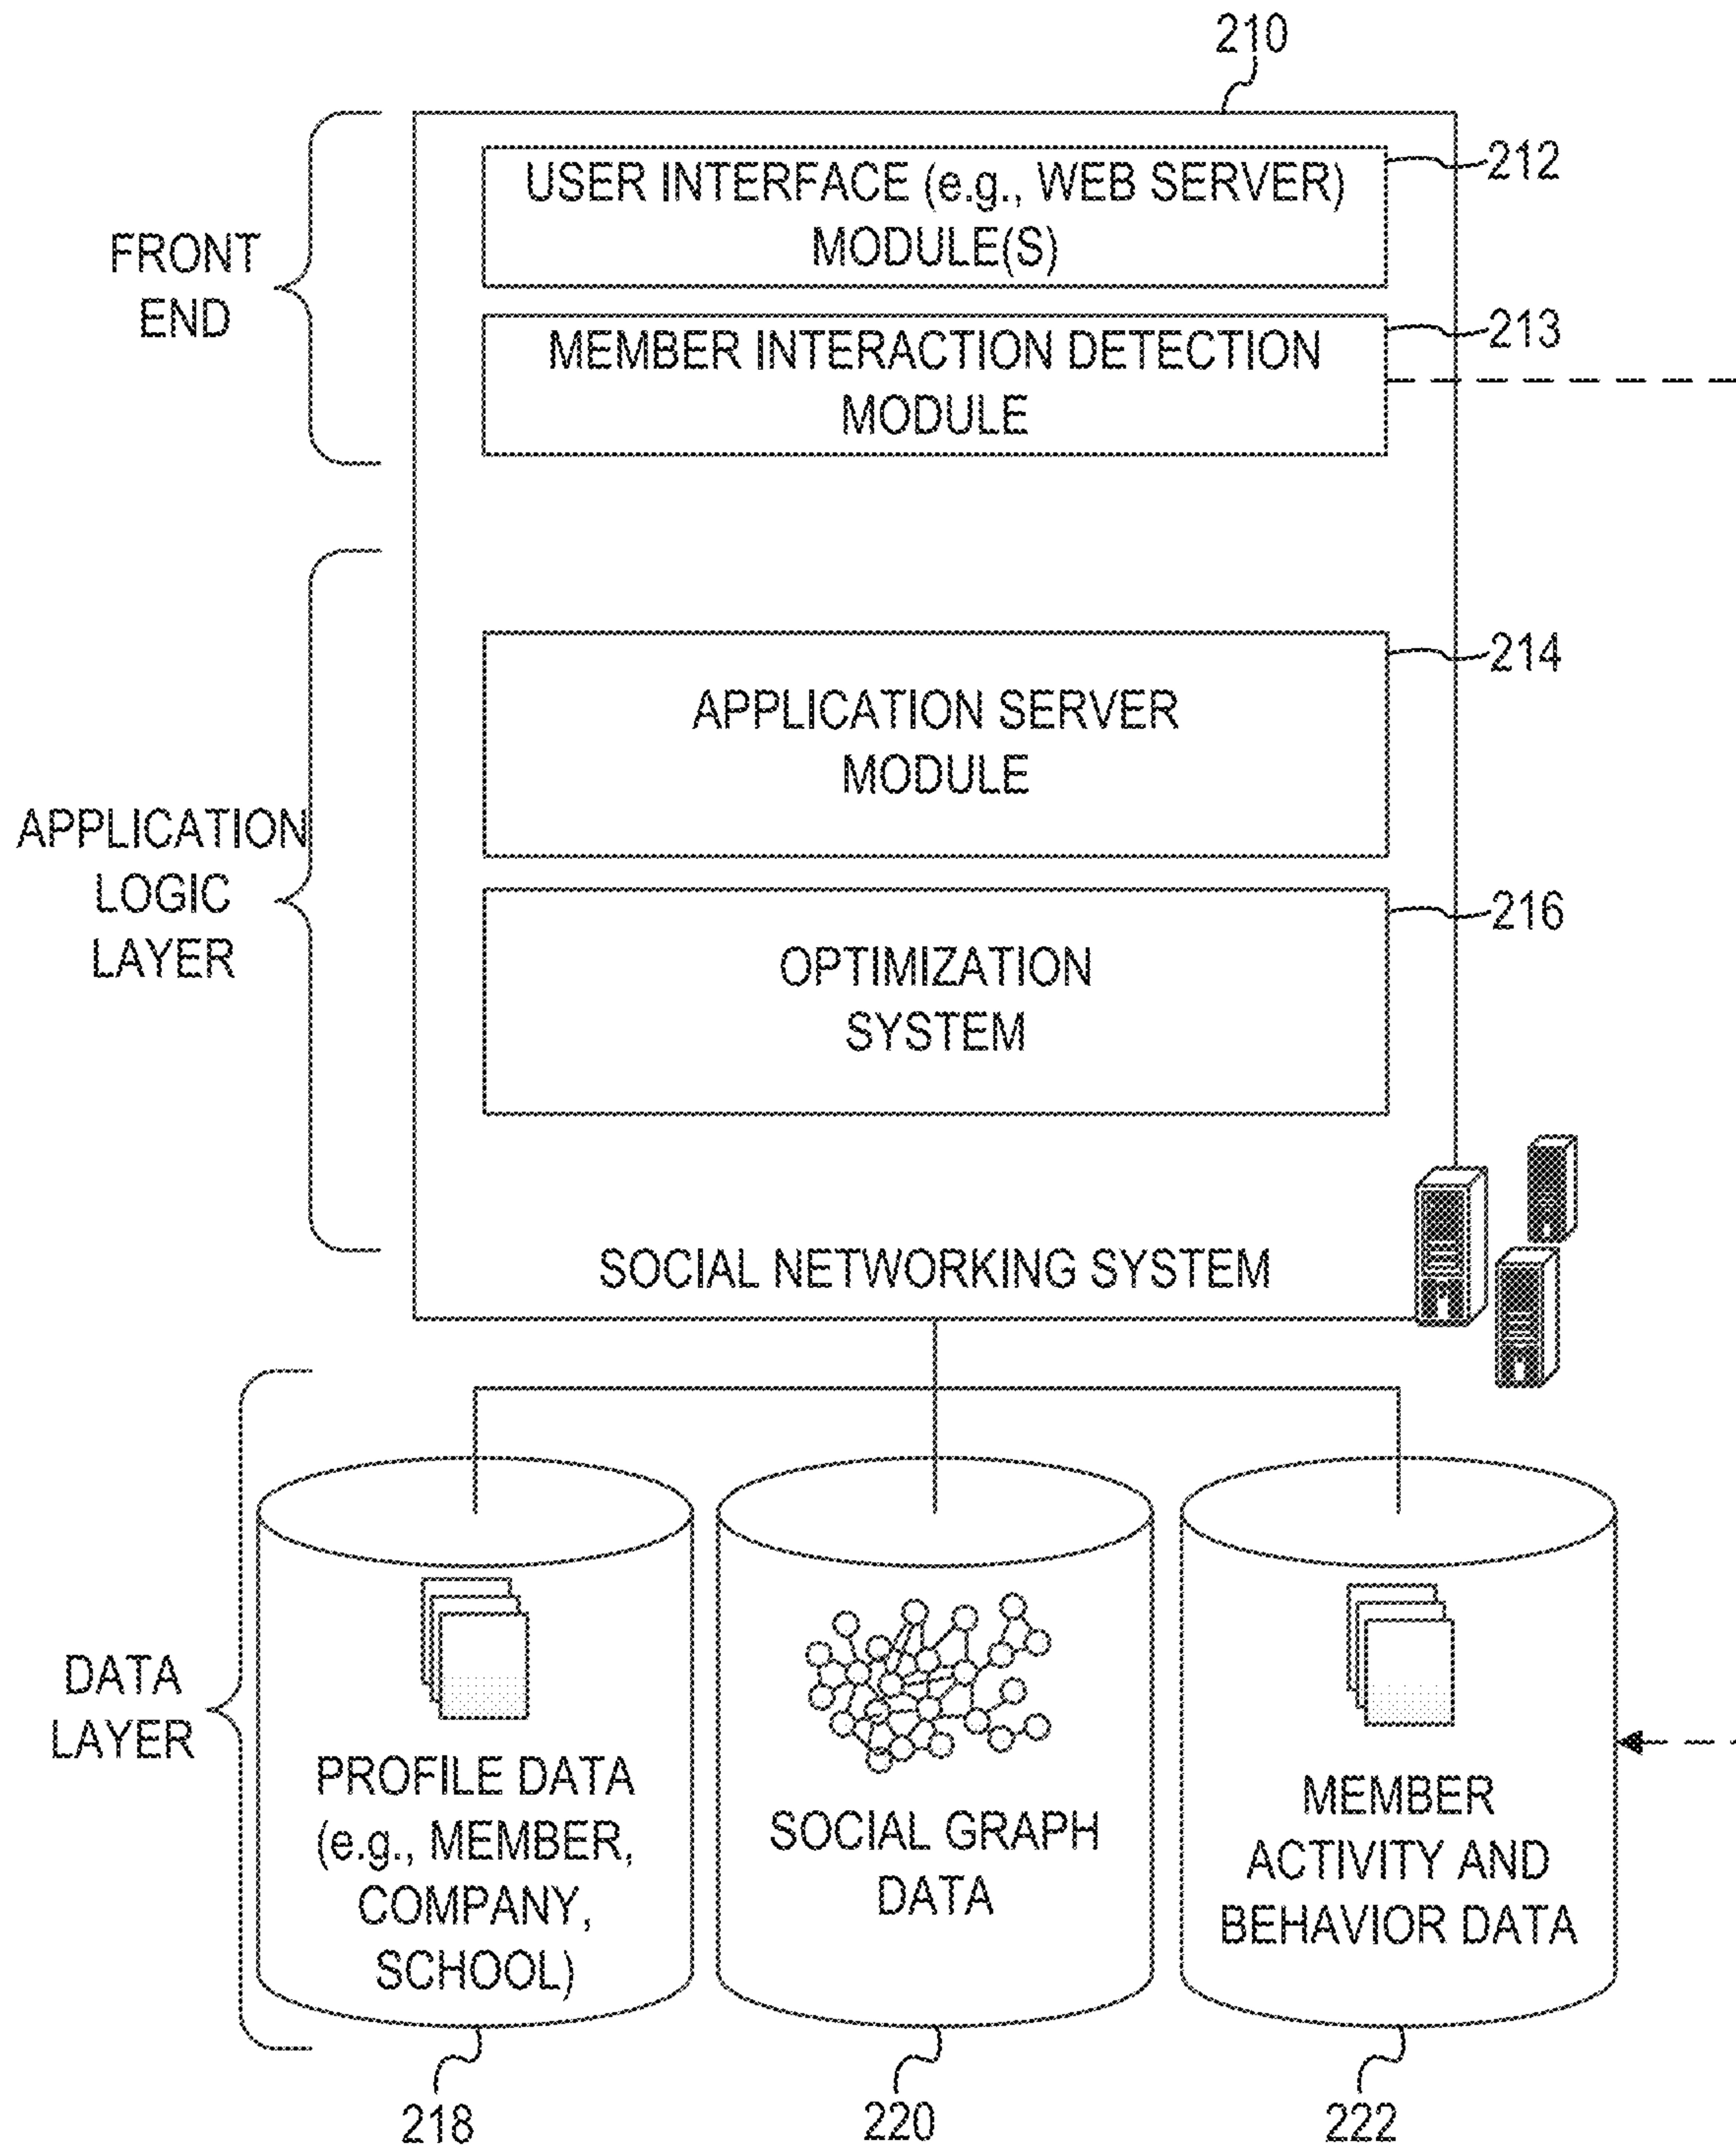 210
USER INTERFACE (e.g., WEB SERVER)
MODULE(S)
212
FRONT
END
MEMBER INTERACTION DETECTION
MODULE
213
APPLICATION SERVER
MODULE
214
APPLICATION
LOGIC
LAYER
OPTIMIZATION
SYSTEM
216
SOCIAL NETWORKING SYSTEM
DATA
LAYER
PROFILE DATA
(e.g., MEMBER,
COMPANY,
SCHOOL)
SOCIAL GRAPH
DATA
MEMBER
ACTIVITY AND
BEHAVIOR DATA
218
220
222